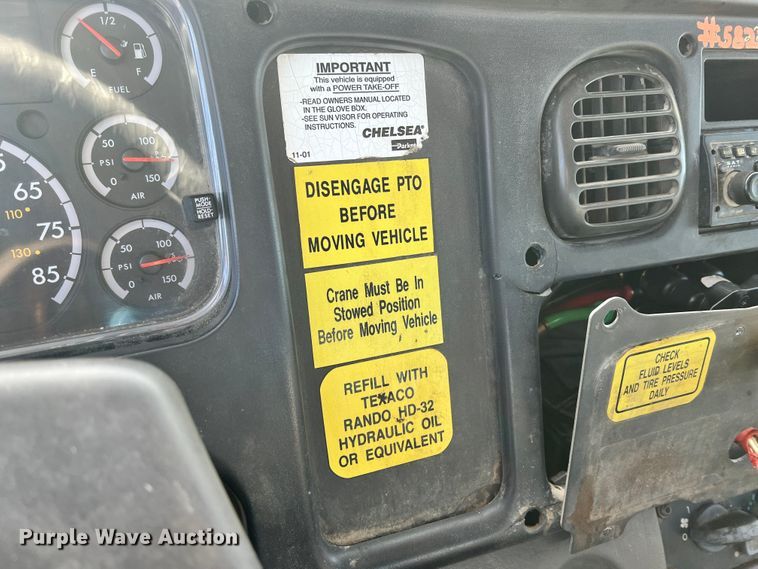 1/2
E
F
FUEL
50
100
PSI
0
150
AIR
65
110
75
130
85
PUSH-
MODE
HOLD-
RESET
50
100
PSI
0
150
AIR
IMPORTANT
This vehicle is equipped
with a POWER TAKE-OFF
-READ OWNERS MANUAL LOCATED
IN THE GLOVE BOX.
-SEE SUN VISOR FOR OPERATING
INSTRUCTIONS.
CHELSEA
11-01
Parker
DISENGAGE PTO
BEFORE
MOVING VEHICLE
Crane Must Be In
Stowed Position
Before Moving Vehicle
REFILL WITH
TEXACO
RANDO HD-32
HYDRAULIC OIL
OR EQUIVALENT
CHECK
FLUID LEVELS
AND TIRE PRESSURE
DAILY
Purple Wave Auction